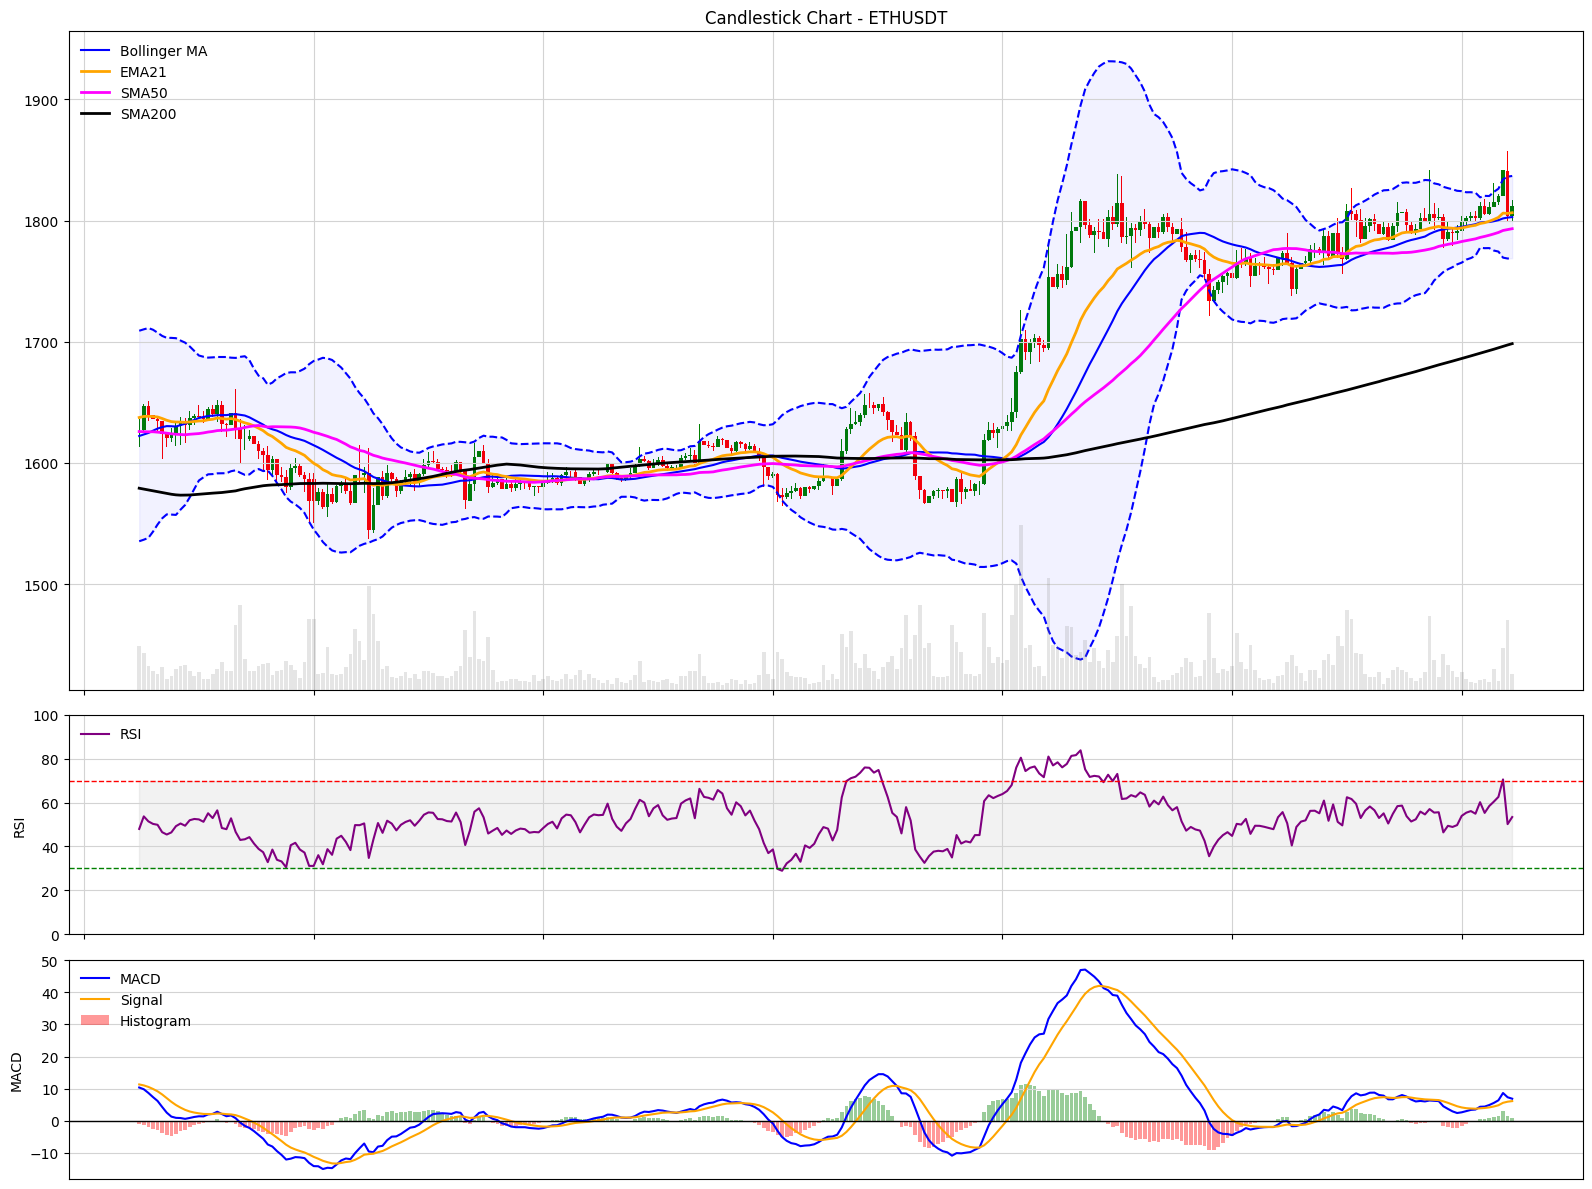 Candlestick Chart - ETHUSDT
Bollinger MA
EMA21
SMA50
SMA200
1900
1800
1700
1600
1500
RSI
100
80
60
40
20
0
RSI
MACD
Signal
Histogram
50
40
30
20
10
0
−10
MACD